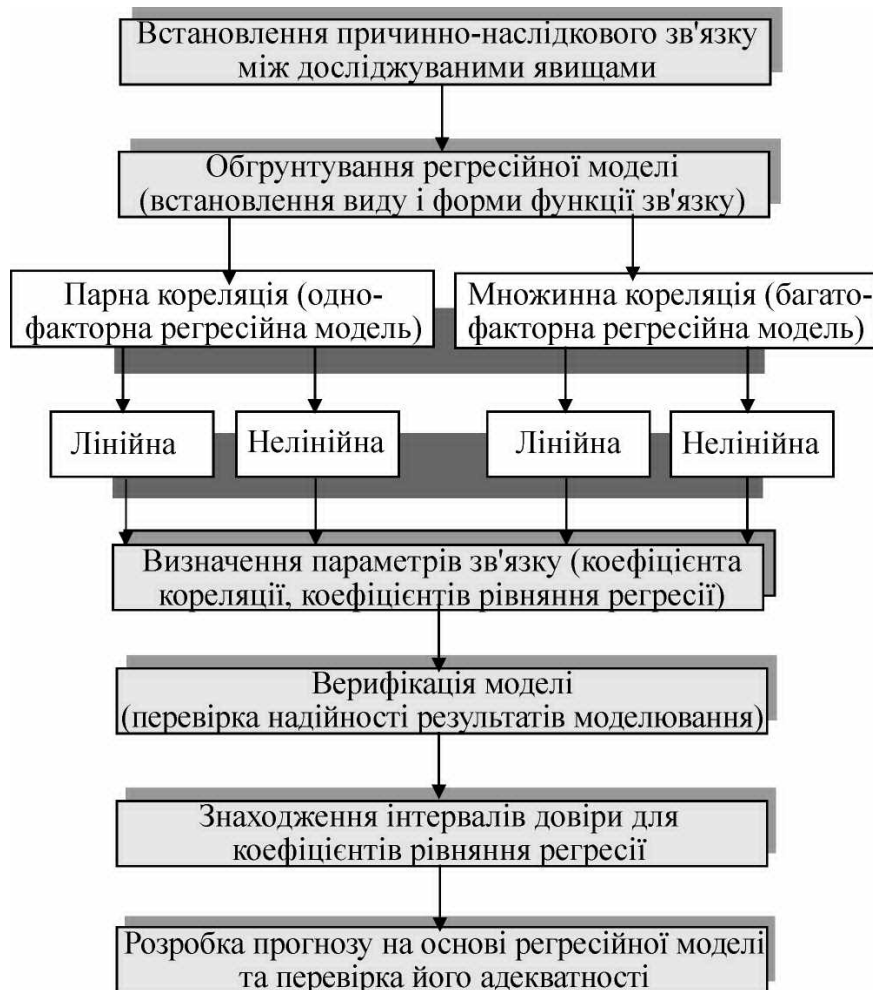 Встановлення причинно-наслідкового зв'язку
між досліджуваними явищами
Обгрунтування регресійної моделі
(встановлення виду і форми функції зв'язку)
Парна кореляція (одно-
факторна регресійна модель)
Множинна кореляція (багато-
факторна регресійна модель)
Лінійна
Нелінійна
Лінійна
Нелінійна
Визначення параметрів зв'язку (коефіцієнта
кореляції, коефіцієнтів рівняння регресії)
Верифікація моделі
(перевірка надійності результатів моделювання)
Знаходження інтервалів довіри для
коефіцієнтів рівняння регресії
Розробка прогнозу на основі регресійної моделі
та перевірка його адекватності